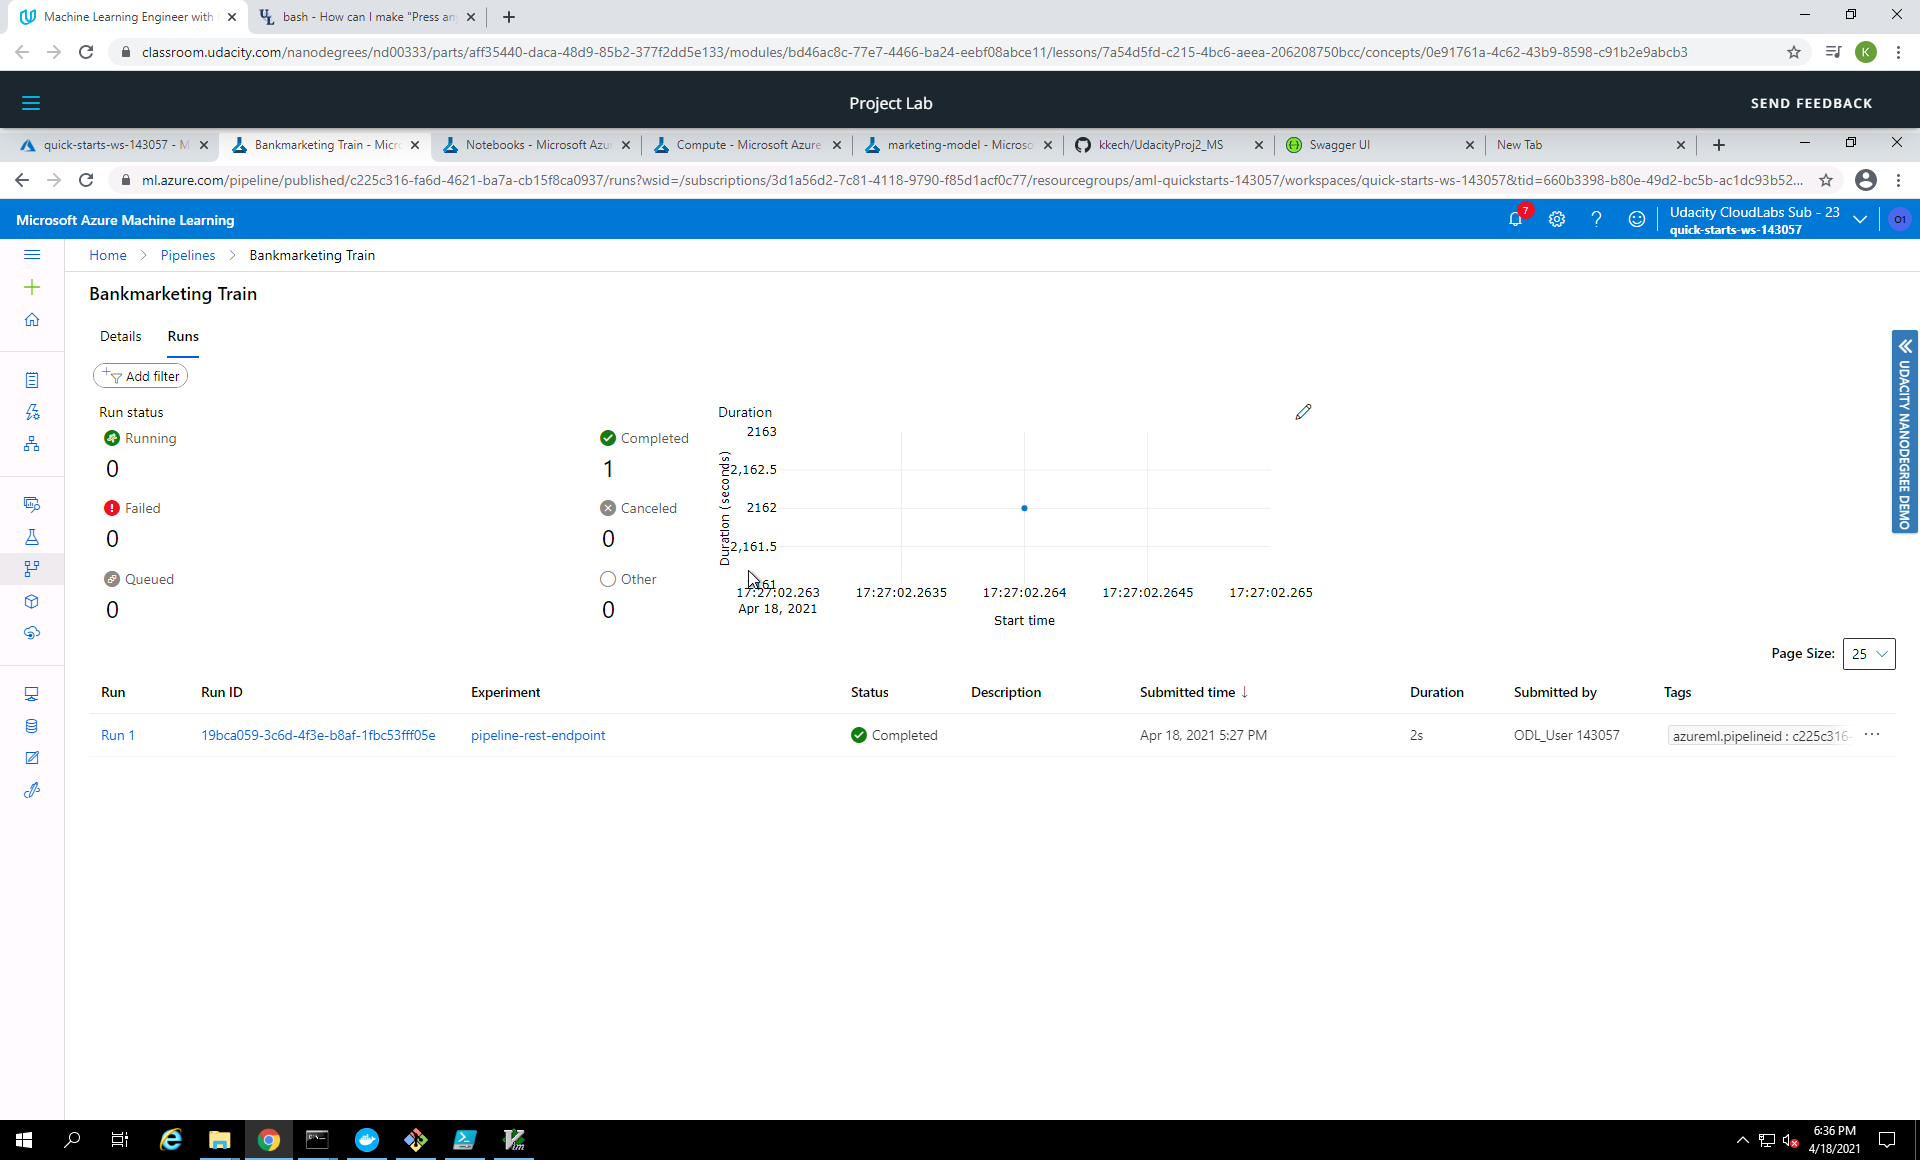 Machine Learning Engineer with
bash - How can I make "Press an
classroom.udacity.com/nanodegrees/nd00333/parts/aff35440-daca-48d9-85b2-377f2dd5e133/modules/bd46ac8c-77e7-4466-ba24-eebf08abce11/lessons/7a54d5fd-c215-4bc6-aeea-206208750bcc/concepts/0e91761a-4c62-43b9-8598-c91b2e9abcb3
K
Project Lab
SEND FEEDBACK
quick-starts-ws-143057 - M
Bankmarketing Train - Micro
Notebooks - Microsoft Azur
Compute - Microsoft Azure
marketing-model - Microso
kkech/UdacityProj2_MS
Swagger UI
New Tab
ml.azure.com/pipeline/published/c225c316-fa6d-4621-ba7a-cb15f8ca0937/runs?wsid=/subscriptions/3d1a56d2-7c81-4118-9790-f85d1acf0c77/resourcegroups/aml-quickstarts-143057/workspaces/quick-starts-ws-143057&tid=660b3398-b80e-49d2-bc5b-ac1dc93b52...
Microsoft Azure Machine Learning
7
Udacity CloudLabs Sub - 23
quick-starts-ws-143057
O1
Home > Pipelines > Bankmarketing Train
Bankmarketing Train
Details
Runs
Add filter
UDACITY NANODEGREE DEMO
Run status
Running
0
Completed
1
Failed
0
Canceled
0
Queued
0
Other
0
Duration
Duration (seconds)
2163
2,162.5
2162
2,161.5
17:27:02.263
17:27:02.2635
17:27:02.264
17:27:02.2645
17:27:02.265
Apr 18, 2021
Start time
Page Size:
25
Run
Run ID
Experiment
Status
Description
Submitted time ↓
Duration
Submitted by
Tags
Run 1
19bca059-3c6d-4f3e-b8af-1fbc53fff05e
pipeline-rest-endpoint
Completed
Apr 18, 2021 5:27 PM
2s
ODL_User 143057
azureml.pipelineid : c225c316-
...
6:36 PM
4/18/2021